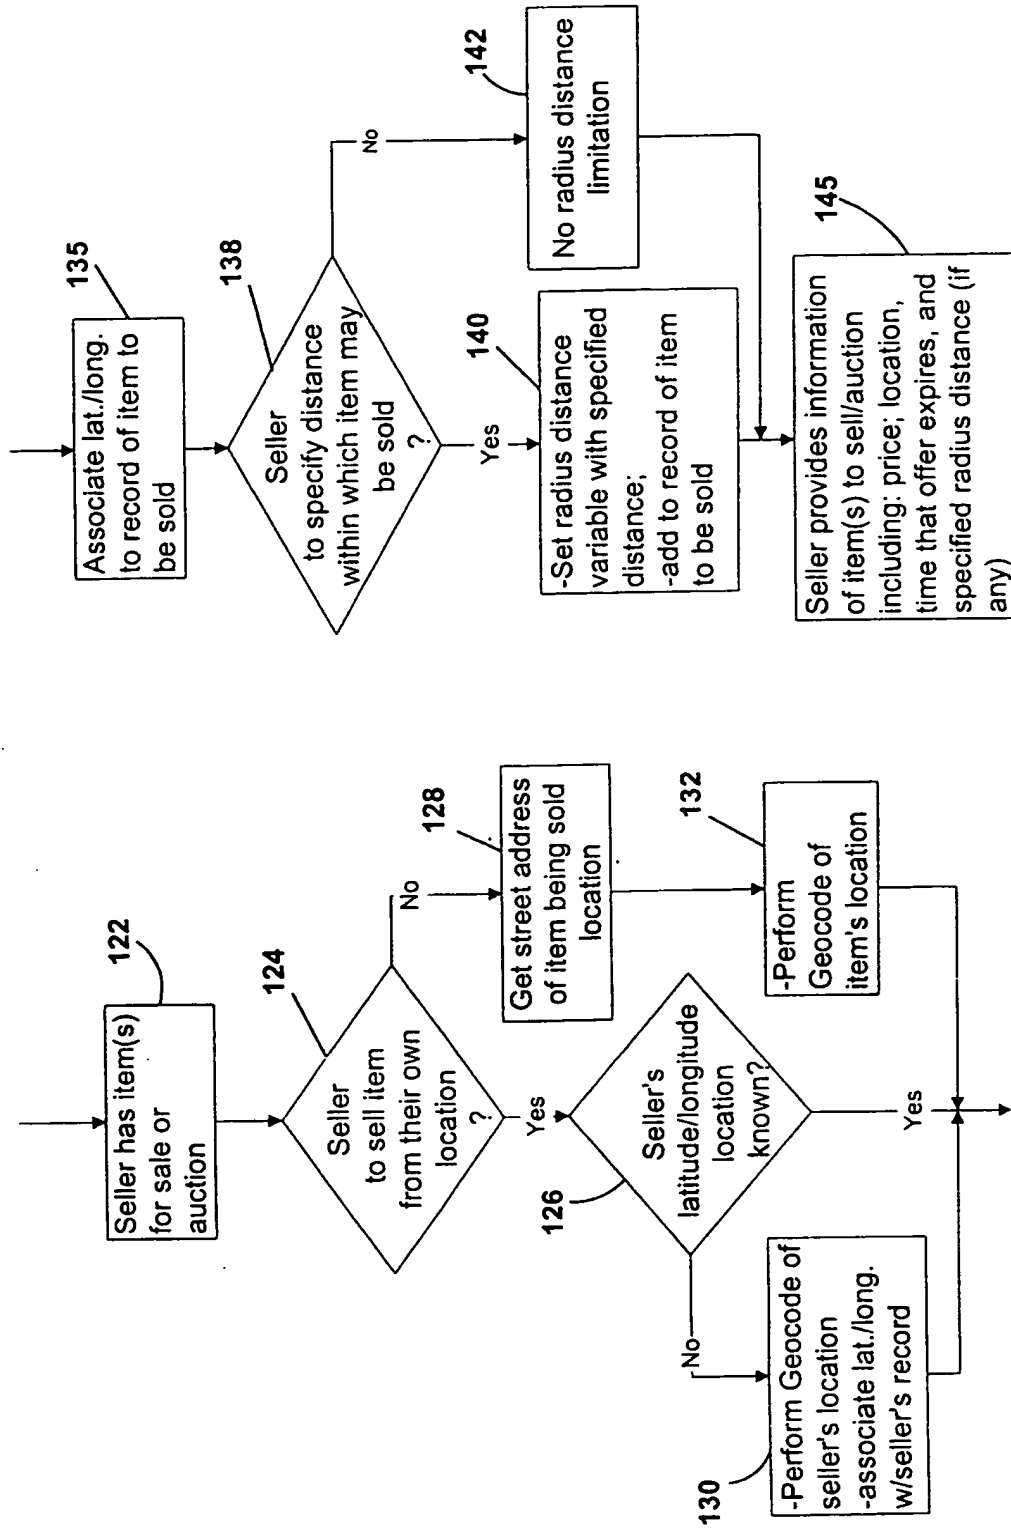 122
Seller has item(s)
for sale or
auction
124
Seller
to sell item
from their own
location
?
No
Yes
128
Get street address
of item being sold
location
126
Seller's
latitude/longitude
location
known?
132
-Perform
Geocode of
item's location
No
Yes
130
-Perform Geocode of
seller's location
-associate lat./long.
w/seller's record
135
Associate lat./long.
to record of item to
be sold
138
Seller
to specify distance
within which item may
be sold
?
No
Yes
142
No radius distance
limitation
140
-Set radius distance
variable with specified
distance;
-add to record of item
to be sold
145
Seller provides information
of item(s) to sell/auction
including: price; location,
time that offer expires, and
specified radius distance (if
any)